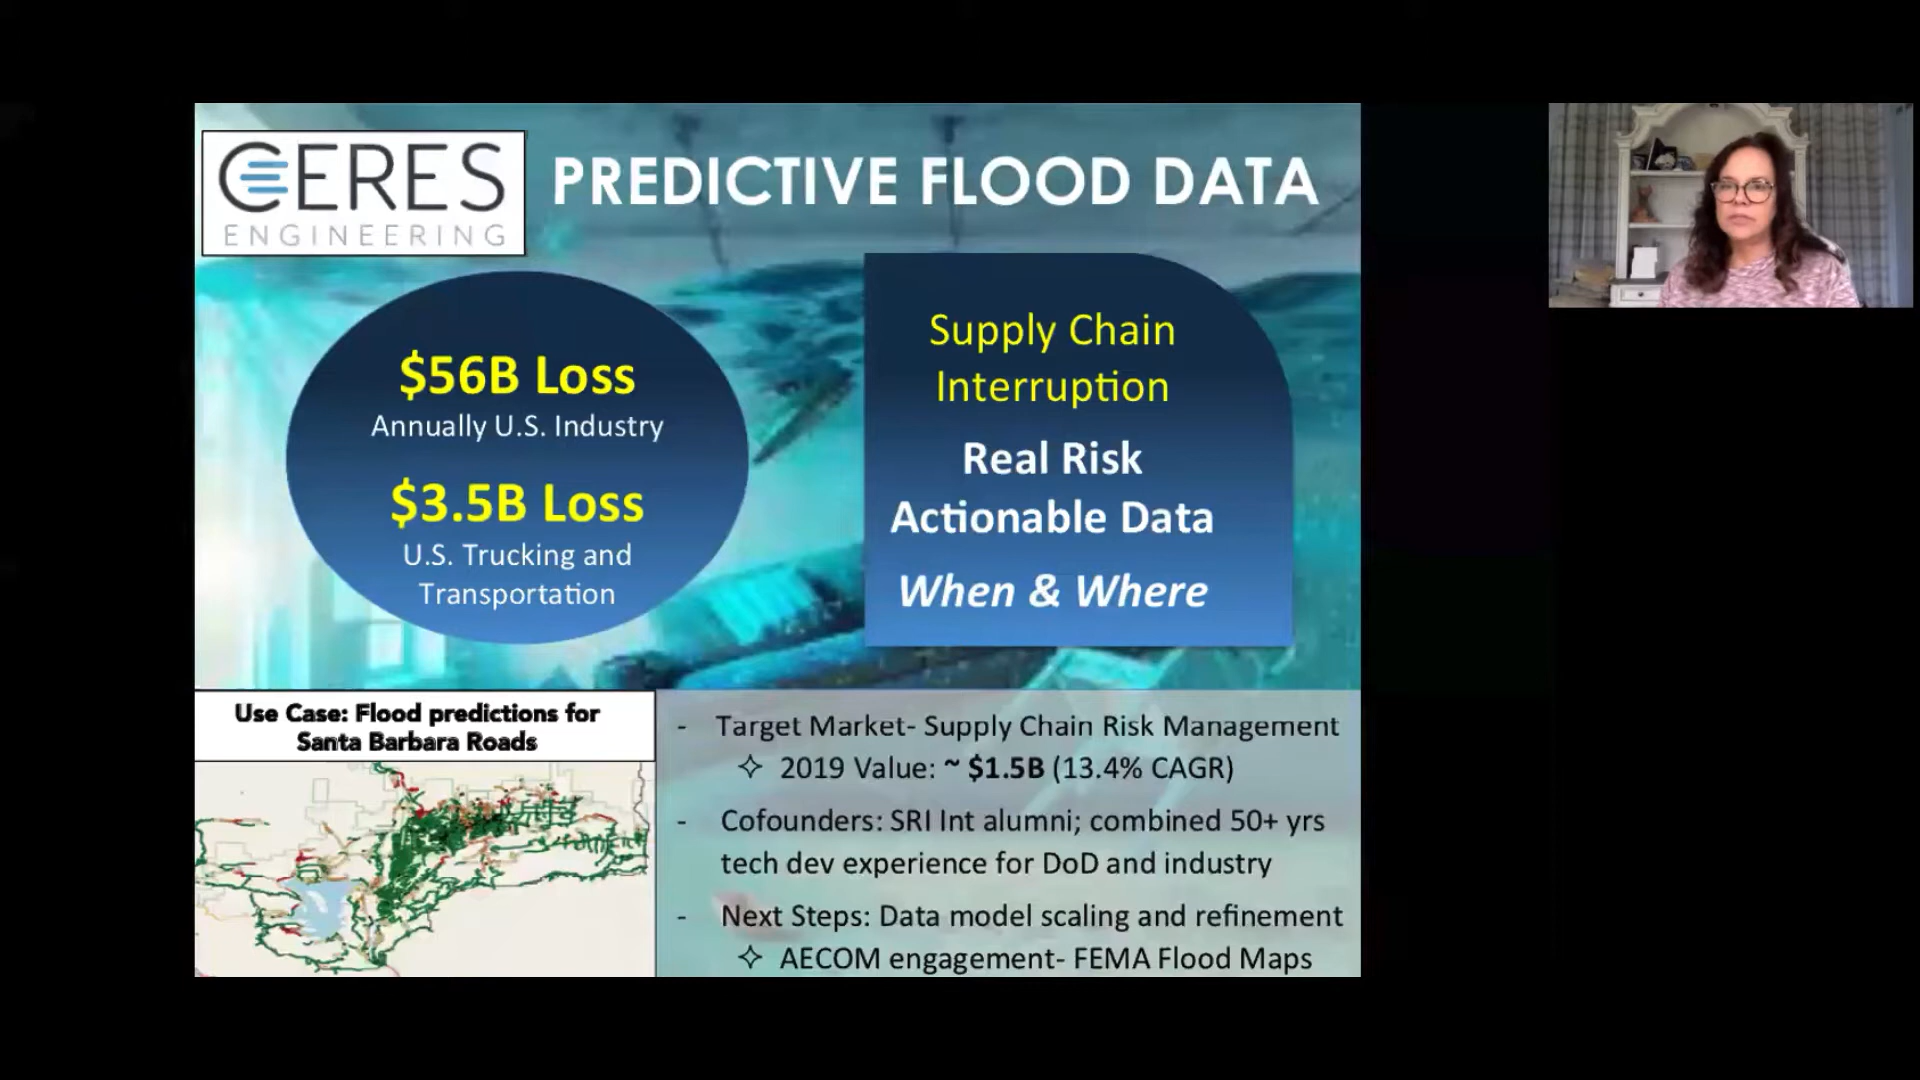 CERES
ENGINEERING
PREDICTIVE FLOOD DATA
$56B Loss
Annually U.S. Industry
$3.5B Loss
U.S. Trucking and
Transportation
Supply Chain
Interruption
Real Risk
Actionable Data
When & Where
Use Case: Flood predictions for
Santa Barbara Roads
- Target Market- Supply Chain Risk Management
✧ 2019 Value: ~ $1.5B (13.4% CAGR)
- Cofounders: SRI Int alumni; combined 50+ yrs
tech dev experience for DoD and industry
- Next Steps: Data model scaling and refinement
✧ AECOM engagement- FEMA Flood Maps